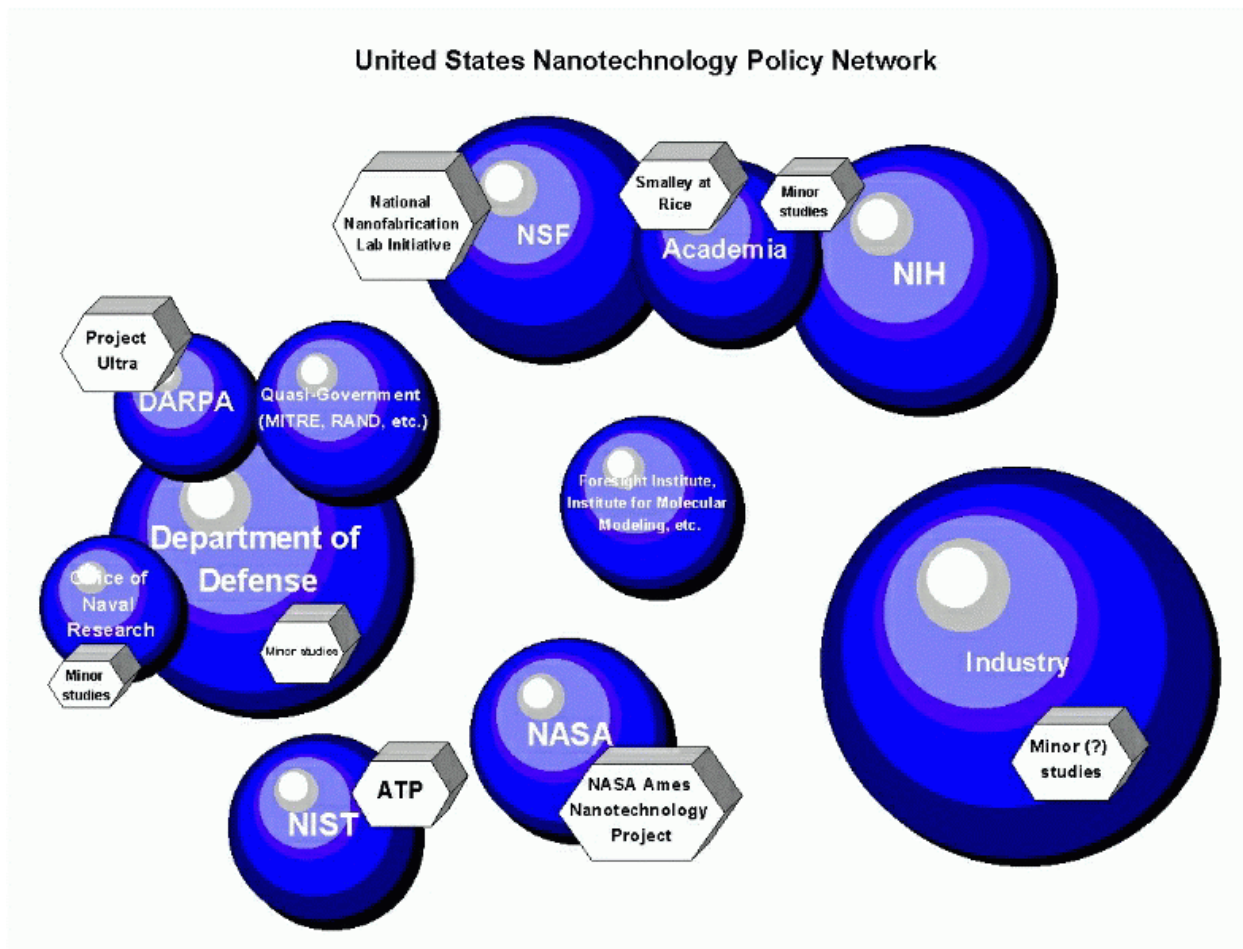 United States Nanotechnology Policy Network
National
Nanofabrication
Lab Initiative
NSF
Smalley at
Rice
Academia
Minor
studies
NIH
Project
Ultra
DARPA
Quasi-Government
(MITRE, RAND, etc.)
Department of
Defense
Office of
Naval
Research
Minor
studies
Minor studies
Foresight Institute,
Institute for Molecular
Modeling, etc.
Industry
Minor (?)
studies
NASA
NASA Ames
Nanotechnology
Project
NIST
ATP